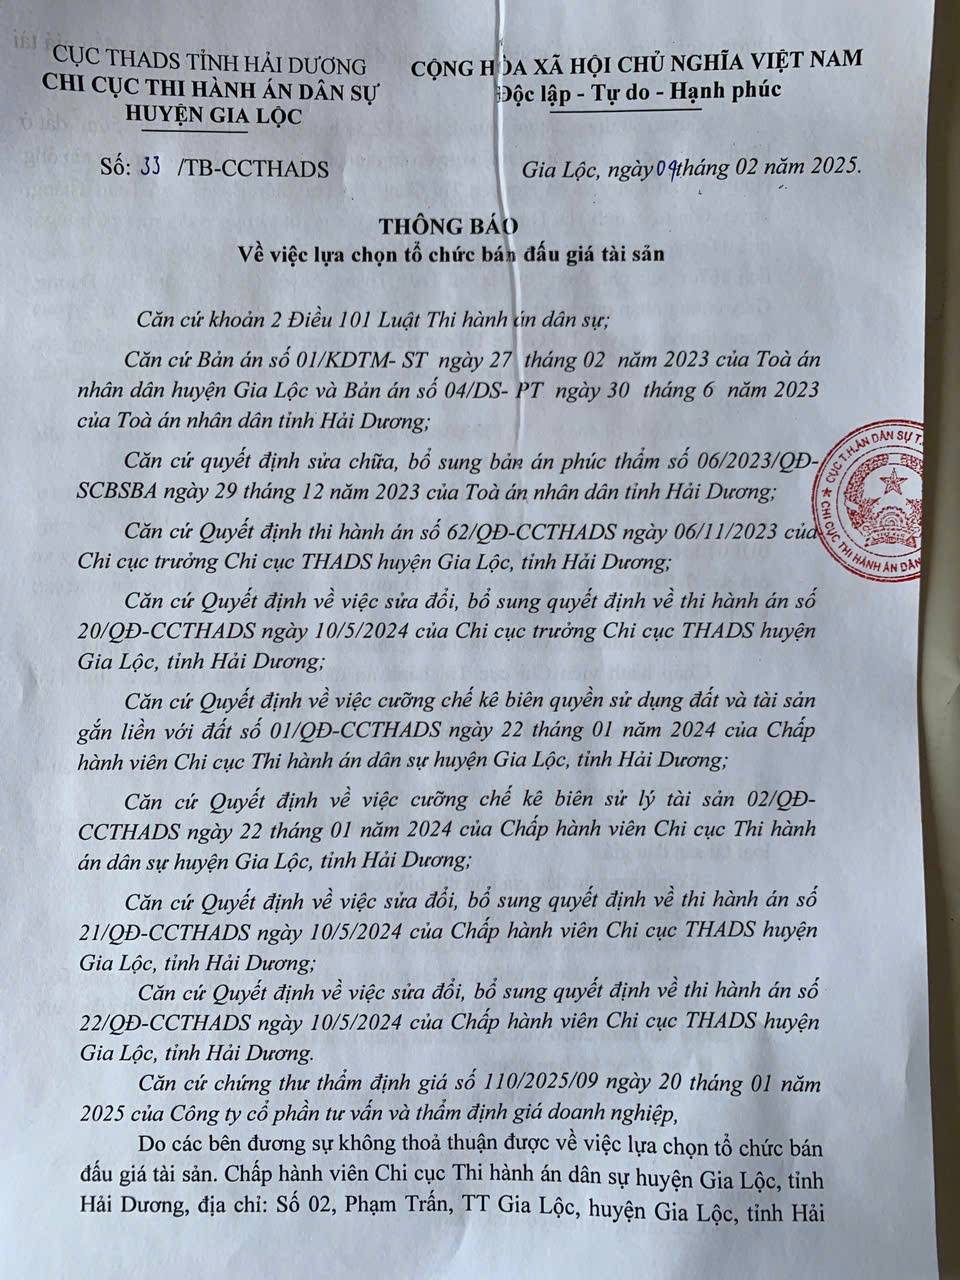 CỤC THADS TỈNH HẢI DƯƠNG
CHI CỤC THI HÀNH ÁN DÂN SỰ
HUYỆN GIA LỘC
Số: 33 /TB-CCTHADS
CỘNG HÒA XÃ HỘI CHỦ NGHĨA VIỆT NAM
Độc lập - Tự do - Hạnh phúc
Gia Lộc, ngày 04 tháng 02 năm 2025.
THÔNG BÁO
Về việc lựa chọn tổ chức bán đấu giá tài sản
Căn cứ khoản 2 Điều 101 Luật Thi hành án dân sự;
Căn cứ Bản án số 01/KDTM- ST ngày 27 tháng 02 năm 2023 của Toà án
nhân dân huyện Gia Lộc và Bản án số 04/DS- PT ngày 30 tháng 6 năm 2023
của Toà án nhân dân tỉnh Hải Dương;
Căn cứ quyết định sửa chữa, bổ sung bản án phúc thẩm số 06/2023/QĐ-
SCBSBA ngày 29 tháng 12 năm 2023 của Toà án nhân dân tỉnh Hải Dương;
Căn cứ Quyết định thi hành án số 62/QĐ-CCTHADS ngày 06/11/2023 của
Chi cục trưởng Chi cục THADS huyện Gia Lộc, tỉnh Hải Dương;
Căn cứ Quyết định về việc sửa đổi, bổ sung quyết định về thi hành án số
20/QĐ-CCTHADS ngày 10/5/2024 của Chi cục trưởng Chi cục THADS huyện
Gia Lộc, tỉnh Hải Dương;
Căn cứ Quyết định về việc cưỡng chế kê biên quyền sử dụng đất và tài sản
gắn liền với đất số 01/QĐ-CCTHADS ngày 22 tháng 01 năm 2024 của Chấp
hành viên Chi cục Thi hành án dân sự huyện Gia Lộc, tỉnh Hải Dương;
Căn cứ Quyết định về việc cưỡng chế kê biên sử lý tài sản 02/QĐ-
CCTHADS ngày 22 tháng 01 năm 2024 của Chấp hành viên Chi cục Thi hành
án dân sự huyện Gia Lộc, tỉnh Hải Dương;
Căn cứ Quyết định về việc sửa đổi, bổ sung quyết định về thi hành án số
21/QĐ-CCTHADS ngày 10/5/2024 của Chấp hành viên Chi cục THADS huyện
Gia Lộc, tỉnh Hải Dương;
Căn cứ Quyết định về việc sửa đổi, bổ sung quyết định về thi hành án số
22/QĐ-CCTHADS ngày 10/5/2024 của Chấp hành viên Chi cục THADS huyện
Gia Lộc, tỉnh Hải Dương.
Căn cứ chứng thư thẩm định giá số 110/2025/09 ngày 20 tháng 01 năm
2025 của Công ty cổ phần tư vấn và thẩm định giá doanh nghiệp,
Do các bên đương sự không thoả thuận được về việc lựa chọn tổ chức bán
đấu giá tài sản. Chấp hành viên Chi cục Thi hành án dân sự huyện Gia Lộc, tỉnh
Hải Dương, địa chỉ: Số 02, Phạm Trấn, TT Gia Lộc, huyện Gia Lộc, tỉnh Hải
CỤC T.HÀN DÂN SỰ T.
CHI CỤC THI HÀNH ÁN DÂN